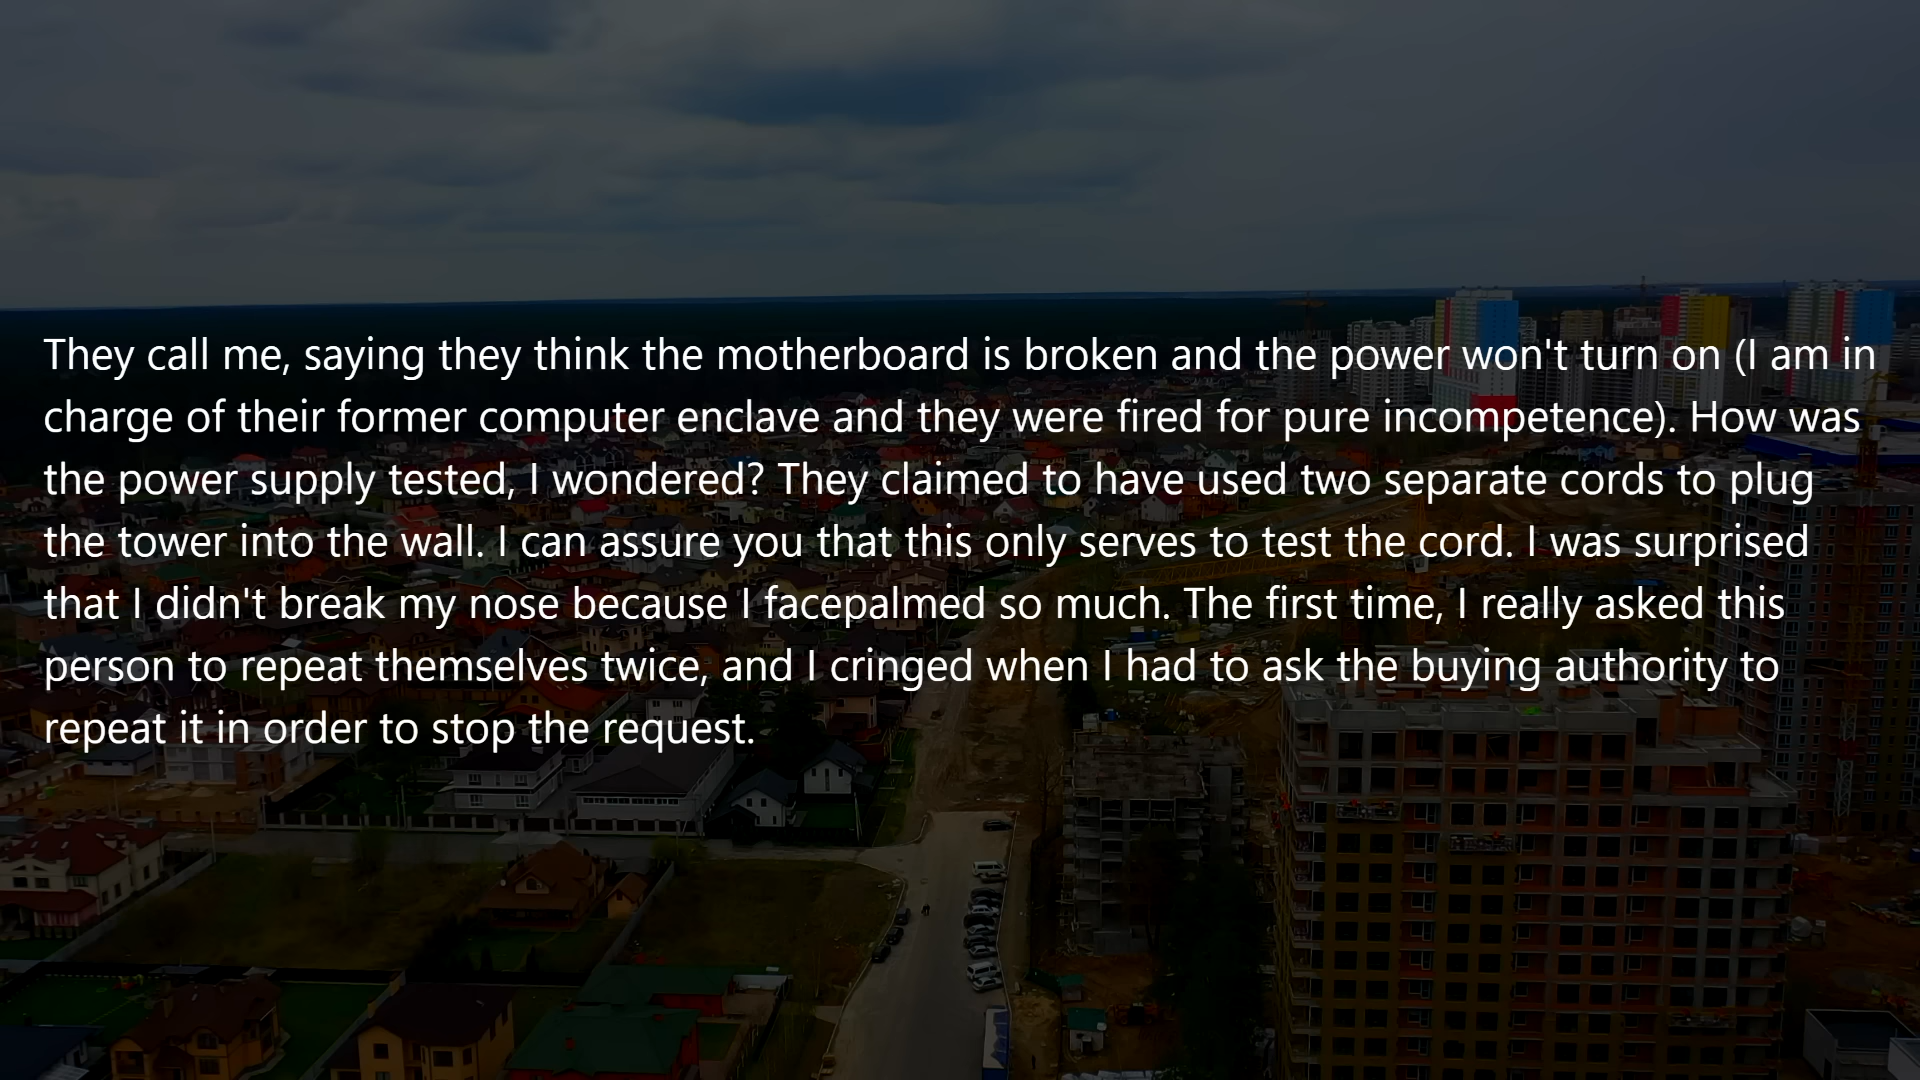 They call me, saying they think the motherboard is broken and the power won't turn on (I am in
charge of their former computer enclave and they were fired for pure incompetence). How was
the power supply tested, I wondered? They claimed to have used two separate cords to plug
the tower into the wall. I can assure you that this only serves to test the cord. I was surprised
that I didn't break my nose because I facepalmed so much. The first time, I really asked this
person to repeat themselves twice, and I cringed when I had to ask the buying authority to
repeat it in order to stop the request.